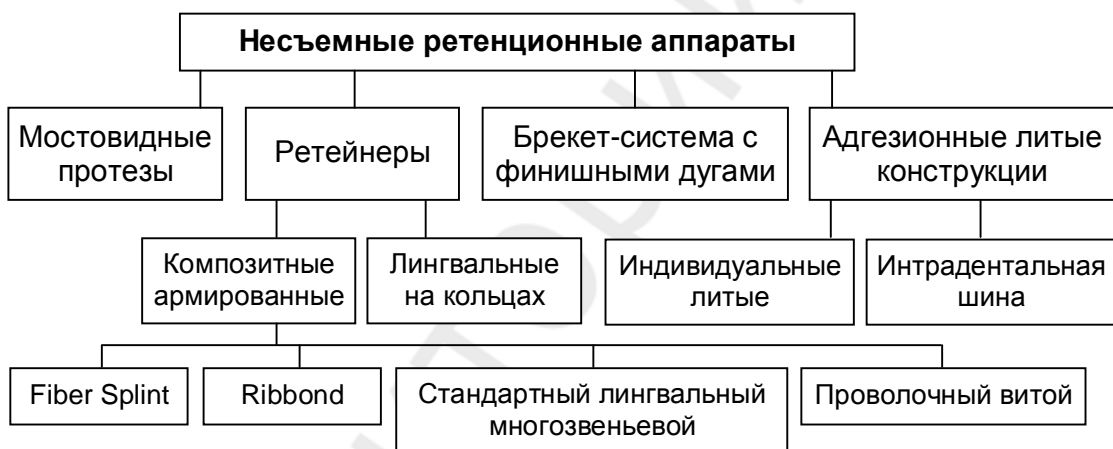 Несъемные ретенционные аппараты
Мостовидные
протезы
Ретейнеры
Брекет-система с
финишными дугами
Адгезионные литые
конструкции
Композитные
армированные
Лингвальные
на кольцах
Индивидуальные
литые
Интрадентальная
шина
Fiber Splint
Ribbond
Стандартный лингвальный
многозвеньевой
Проволочный витой